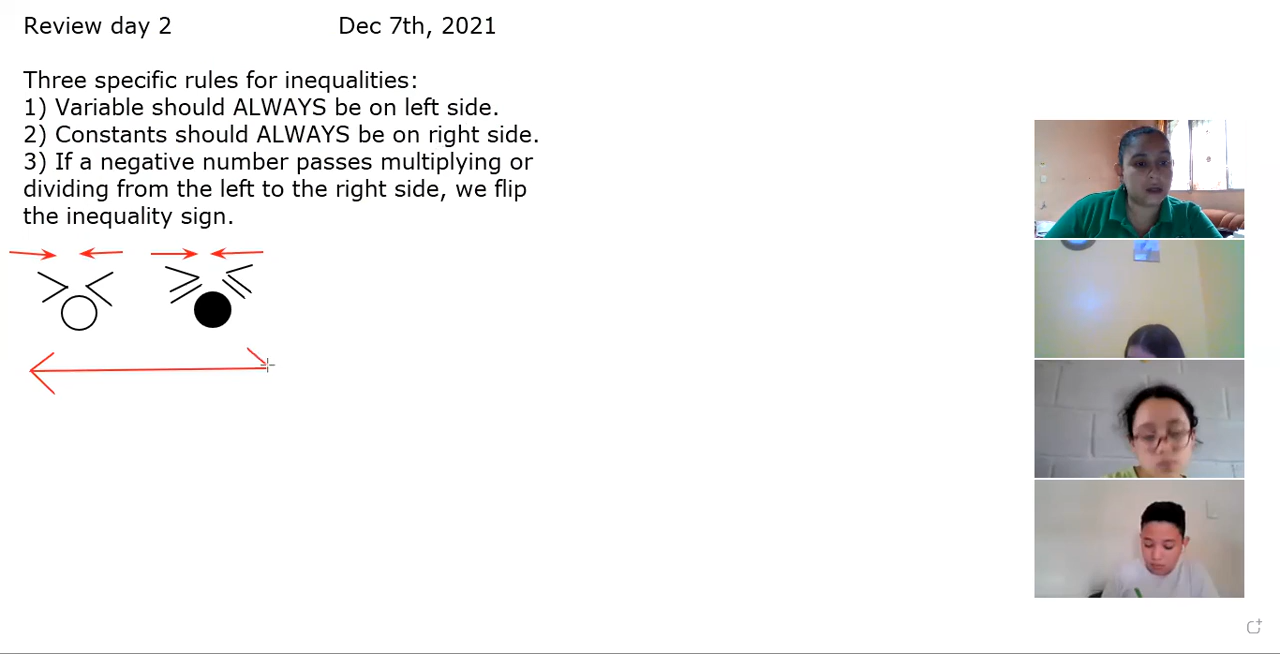 Review day 2 Dec 7th, 2021
Three specific rules for inequalities:
1) Variable should ALWAYS be on left side.
2) Constants should ALWAYS be on right side.
3) If a negative number passes multiplying or
dividing from the left to the right side, we flip
the inequality sign.
> < ≥ ≤